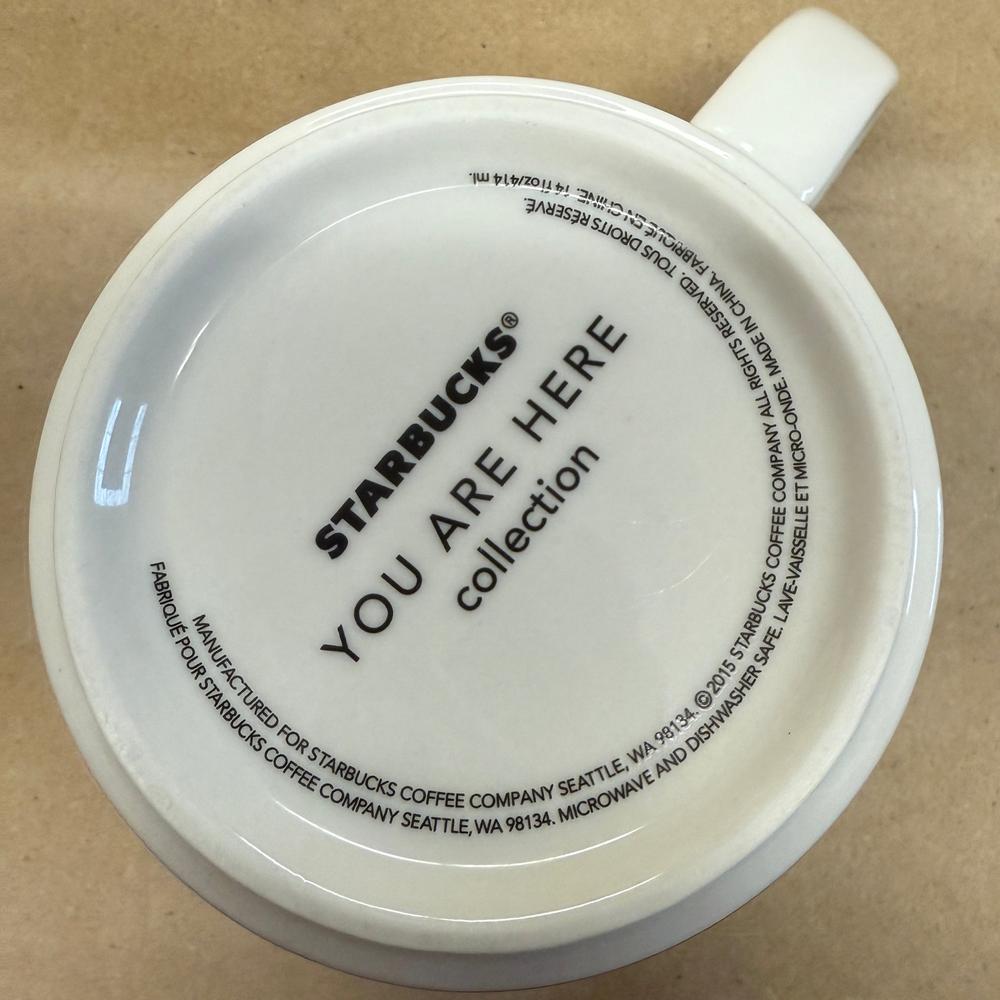 STARBUCKS®
YOU ARE HERE
collection
MANUFACTURED FOR STARBUCKS COFFEE COMPANY SEATTLE, WA 98134. ©2015 STARBUCKS COFFEE COMPANY ALL RIGHTS RESERVED. TOUS DROITS RÉSERVÉ.
FABRIQUÉ POUR STARBUCKS COFFEE COMPANY SEATTLE, WA 98134. MICROWAVE AND DISHWASHER SAFE. LAVE-VAISSELLE ET MICRO-ONDE. MADE IN CHINA. FABRIQUÉ EN CHINE. 14 fl oz/414 ml.